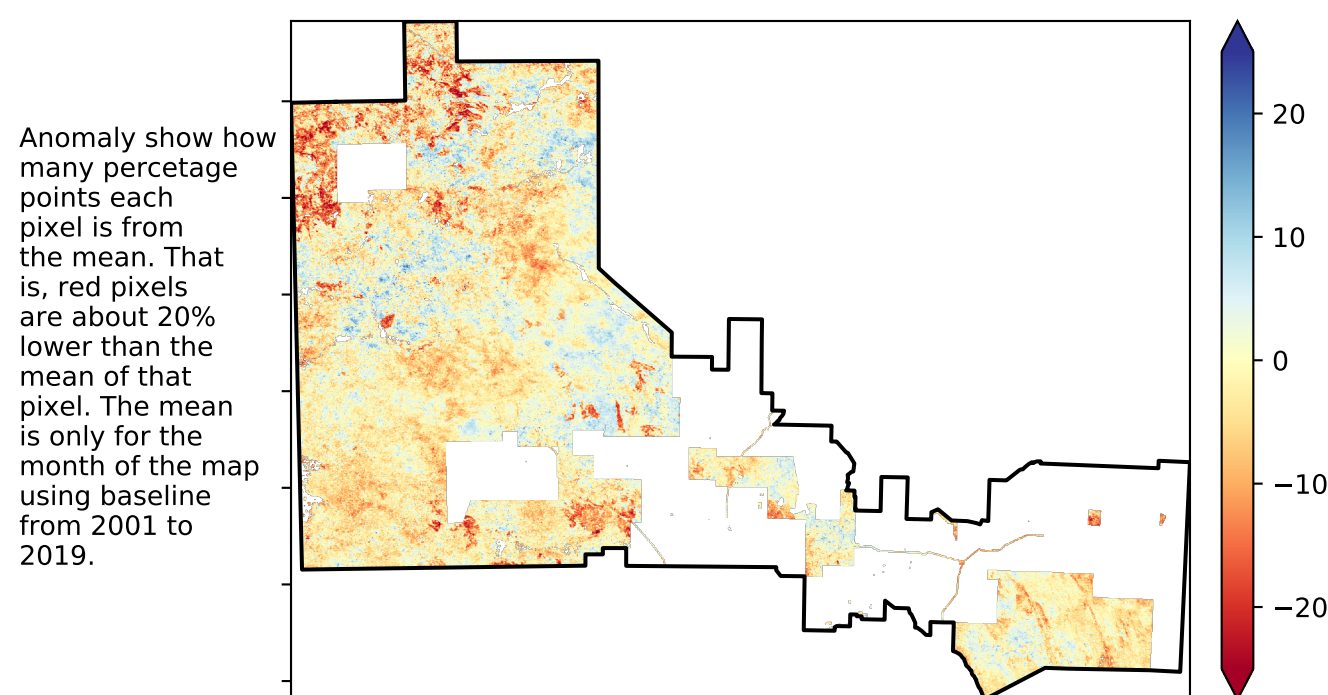 Anomaly show how
many percetage
points each
pixel is from
the mean. That
is, red pixels
are about 20%
lower than the
mean of that
pixel. The mean
is only for the
month of the map
using baseline
from 2001 to
2019.
20
10
0
−10
−20